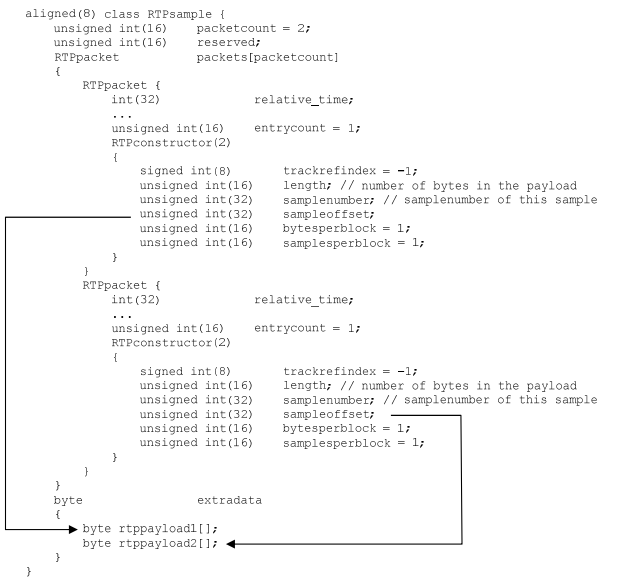 aligned(8) class RTPsample {
unsigned int(16) packetcount = 2;
unsigned int(16) reserved;
RTPpacket packets[packetcount]
{
RTPpacket {
int(32) relative_time;
...
unsigned int(16) entrycount = 1;
RTPconstructor(2)
{
signed int(8) trackrefindex = -1;
unsigned int(16) length; // number of bytes in the payload
unsigned int(32) samplenumber; // samplenumber of this sample
unsigned int(32) sampleoffset;
unsigned int(16) bytesperblock = 1;
unsigned int(16) samplesperblock = 1;
}
}
RTPpacket {
int(32) relative_time;
...
unsigned int(16) entrycount = 1;
RTPconstructor(2)
{
signed int(8) trackrefindex = -1;
unsigned int(16) length; // number of bytes in the payload
unsigned int(32) samplenumber; // samplenumber of this sample
unsigned int(32) sampleoffset;
unsigned int(16) bytesperblock = 1;
unsigned int(16) samplesperblock = 1;
}
}
}
byte extradata
{
byte rtppayload1[];
byte rtppayload2[];
}
}